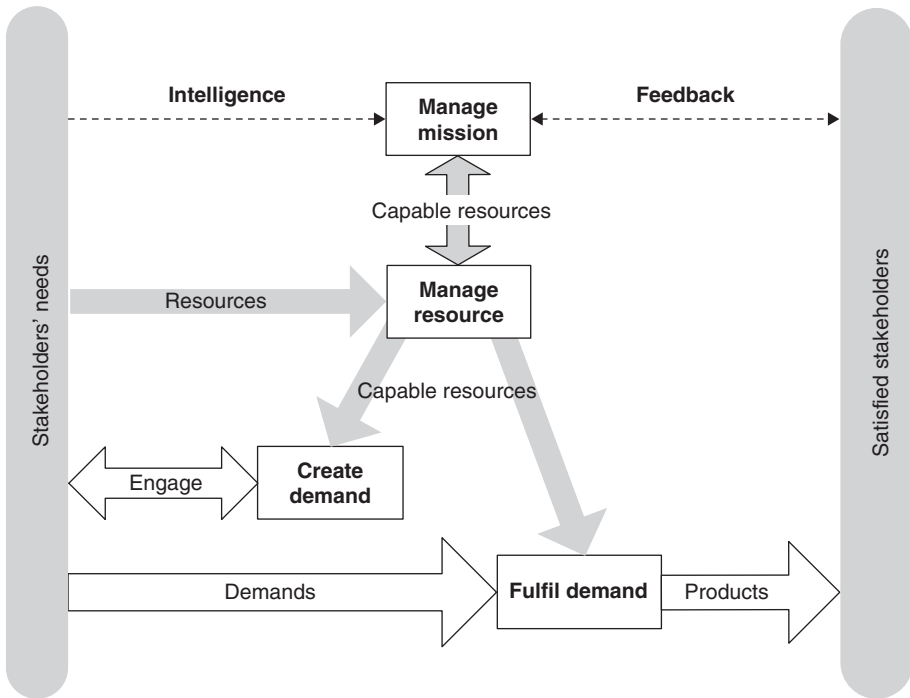 Stakeholders’ needs
Intelligence
Manage
mission
Feedback
Capable resources
Resources
Manage
resource
Capable resources
Engage
Create
demand
Demands
Fulfil demand
Products
Satisfied stakeholders